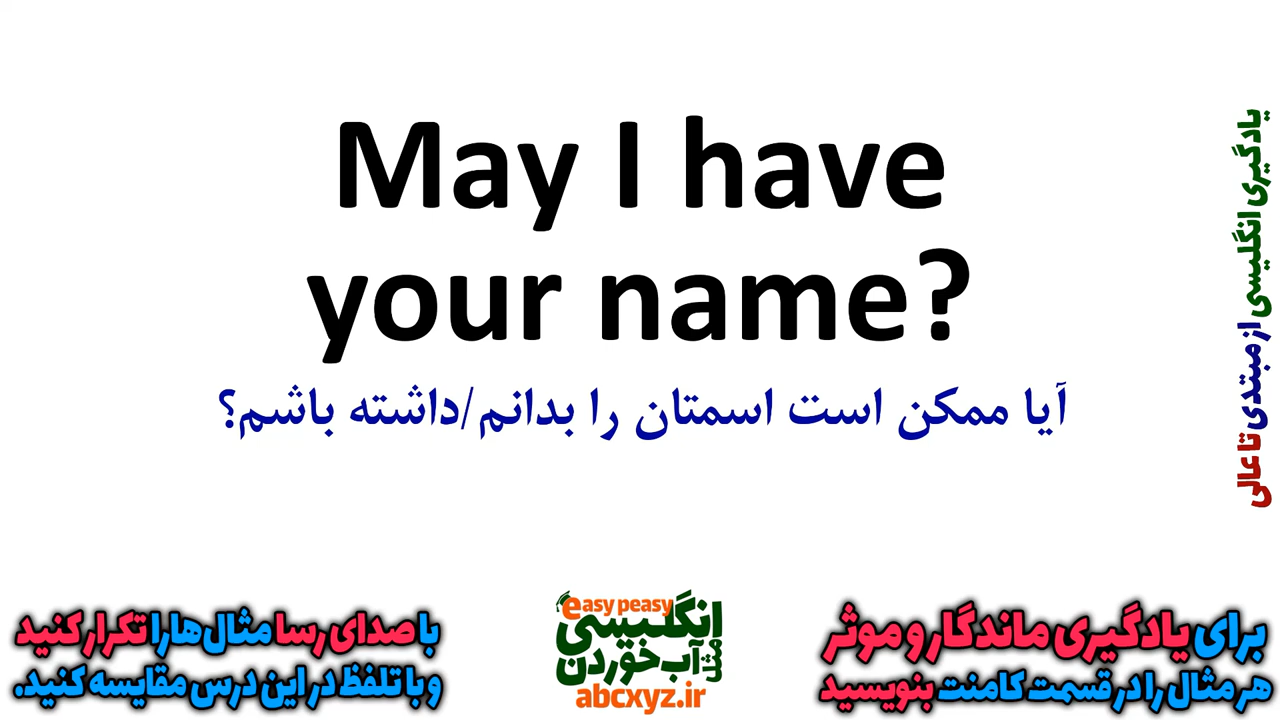 May I have
your name?
آیا ممکن است اسمتان را بدانم/داشته باشم؟
یادگیری انگلیسی از مبتدی تا عالی
برای یادگیری ماندگار و موثر
هر مثال را در قسمت کامنت بنویسید
easy peasy
انگلیسی
مثل آب خوردن
abcxyz.ir
با صدای رسا مثال‌ها را تکرار کنید
و با تلفظ در این درس مقایسه کنید.